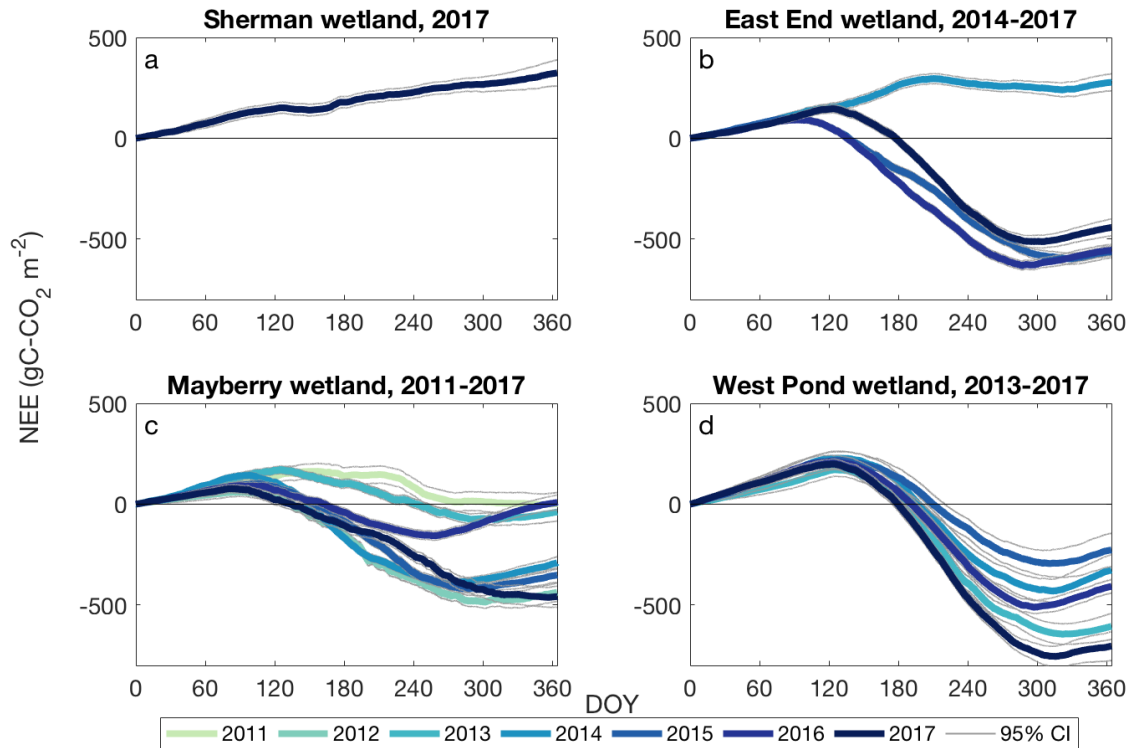 Sherman wetland, 2017
East End wetland, 2014-2017
500
a
0
-500
0 60 120 180 240 300 360
500
b
0
-500
0 60 120 180 240 300 360
NEE (gC-CO₂ m⁻²)
Mayberry wetland, 2011-2017
West Pond wetland, 2013-2017
500
c
0
-500
0 60 120 180 240 300 360
500
d
0
-500
0 60 120 180 240 300 360
DOY
2011 2012 2013 2014 2015 2016 2017 95% CI